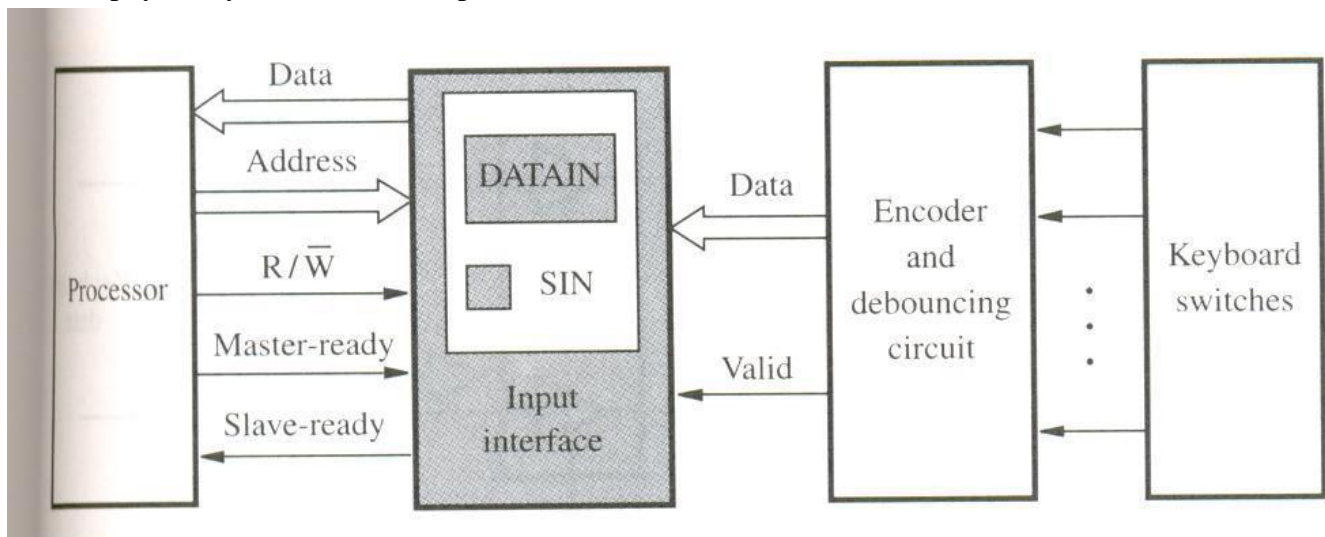 Processor
Data
Address
R / W̅
Master-ready
Slave-ready
DATAIN
SIN
Input
interface
Data
Valid
Encoder
and
debouncing
circuit
Keyboard
switches